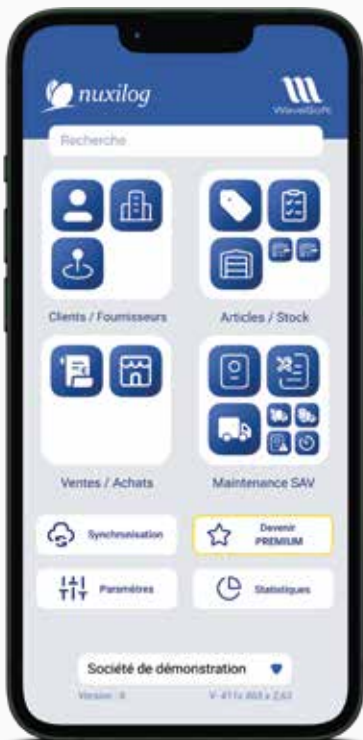 nuxilog
WaveSoft
Recherche
Clients / Fournisseurs
Articles / Stock
Ventes / Achats
Maintenance SAV
Synchronisation
Devenir
PREMIUM
Paramètres
Statistiques
Société de démonstration